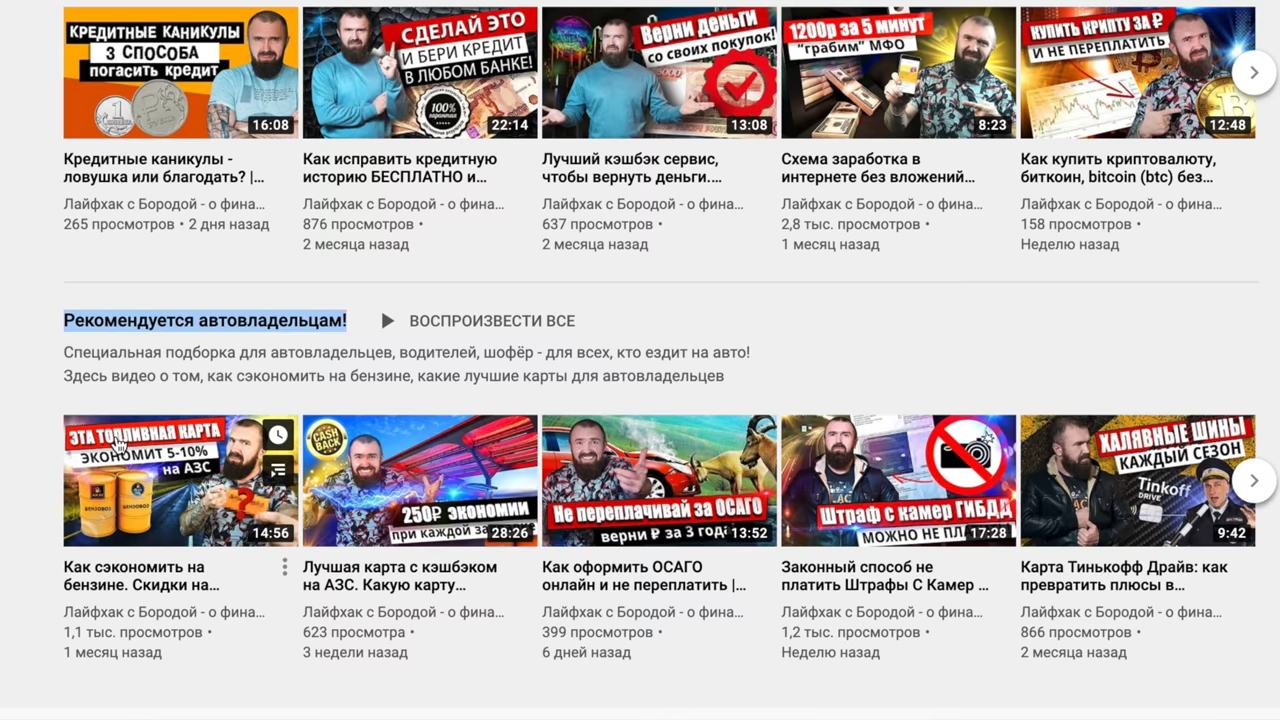 КРЕДИТНЫЕ КАНИКУЛЫ
3 СПОСОБА
погасить кредит
16:08
СДЕЛАЙ ЭТО
И БЕРИ КРЕДИТ
В ЛЮБОМ БАНКЕ!
100%
гарантия
22:14
Верни деньги
со своих покупок!
13:08
1200р за 5 минут
"грабим" МФО
8:23
КУПИТЬ КРИПТУ ЗА ₽
И НЕ ПЕРЕПЛАТИТЬ
12:48
Кредитные каникулы -
ловушка или благодать? |...
Лайфхак с Бородой - о фина...
265 просмотров • 2 дня назад
Как исправить кредитную
историю БЕСПЛАТНО и...
Лайфхак с Бородой - о фина...
876 просмотров •
2 месяца назад
Лучший кэшбэк сервис,
чтобы вернуть деньги....
Лайфхак с Бородой - о фина...
637 просмотров •
2 месяца назад
Схема заработка в
интернете без вложений...
Лайфхак с Бородой - о фина...
2,8 тыс. просмотров •
1 месяц назад
Как купить криптовалюту,
биткоин, bitcoin (btc) без...
Лайфхак с Бородой - о фина...
158 просмотров •
Неделю назад
Рекомендуется автовладельцам!
ВОСПРОИЗВЕСТИ ВСЕ
Специальная подборка для автовладельцев, водителей, шофёр - для всех, кто ездит на авто!
Здесь видео о том, как сэкономить на бензине, какие лучшие карты для автовладельцев
ЭТА ТОПЛИВНАЯ КАРТА
ЭКОНОМИТ 5-10%
на АЗС
БЕНЗОВОЗ
БЕНЗОВОЗ
14:56
CASH
BACK
250₽ ЭКОНОМИИ
при каждой за
28:26
Не переплачивай за ОСАГО
верни ₽ за 3 года
13:52
Штраф с камер ГИБДД
МОЖНО НЕ ПЛ
17:28
ХАЛЯВНЫЕ ШИНЫ
КАЖДЫЙ СЕЗОН
Tinkoff
DRIVE
9:42
Как сэкономить на
бензине. Скидки на...
Лайфхак с Бородой - о фина...
1,1 тыс. просмотров •
1 месяц назад
Лучшая карта с кэшбэком
на АЗС. Какую карту...
Лайфхак с Бородой - о фина...
623 просмотра •
3 недели назад
Как оформить ОСАГО
онлайн и не переплатить |...
Лайфхак с Бородой - о фина...
399 просмотров •
6 дней назад
Законный способ не
платить Штрафы С Камер ...
Лайфхак с Бородой - о фина...
1,2 тыс. просмотров •
Неделю назад
Карта Тинькофф Драйв: как
превратить плюсы в...
Лайфхак с Бородой - о фина...
866 просмотров •
2 месяца назад